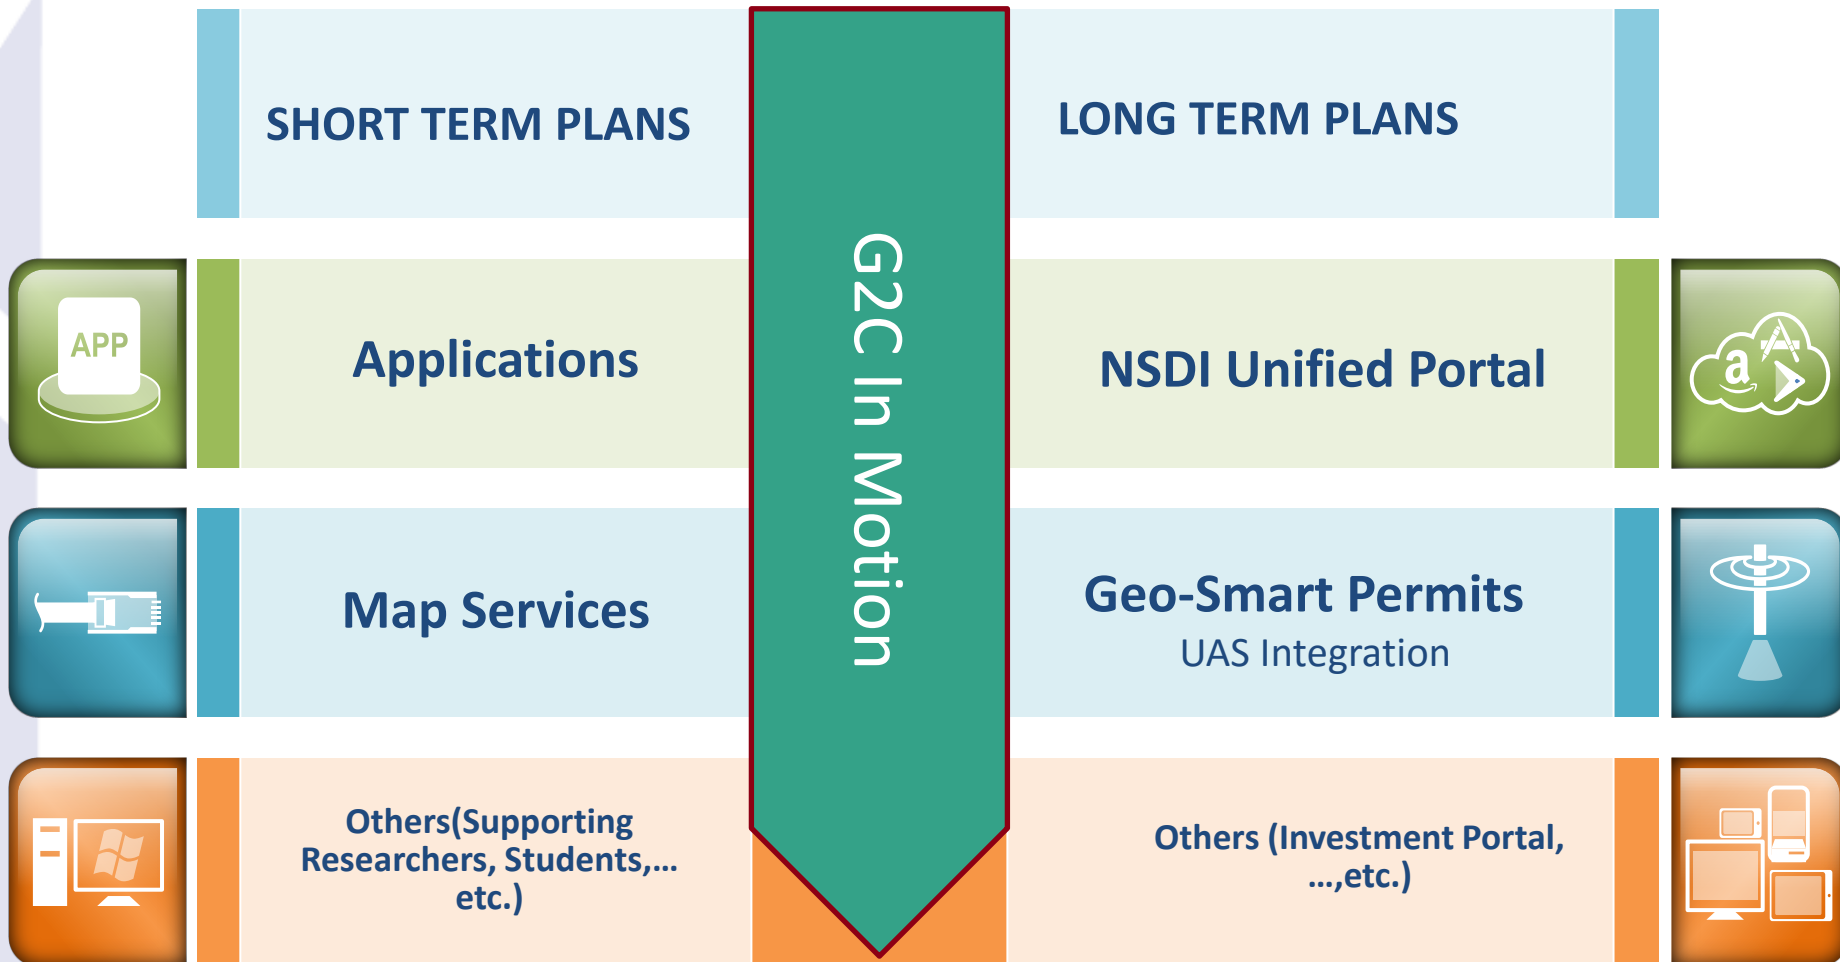 SHORT TERM PLANS
LONG TERM PLANS
G2C In Motion
APP
Applications
NSDI Unified Portal
a
Map Services
Geo-Smart Permits
UAS Integration
Others(Supporting
Researchers, Students,...
etc.)
Others (Investment Portal,
...,etc.)